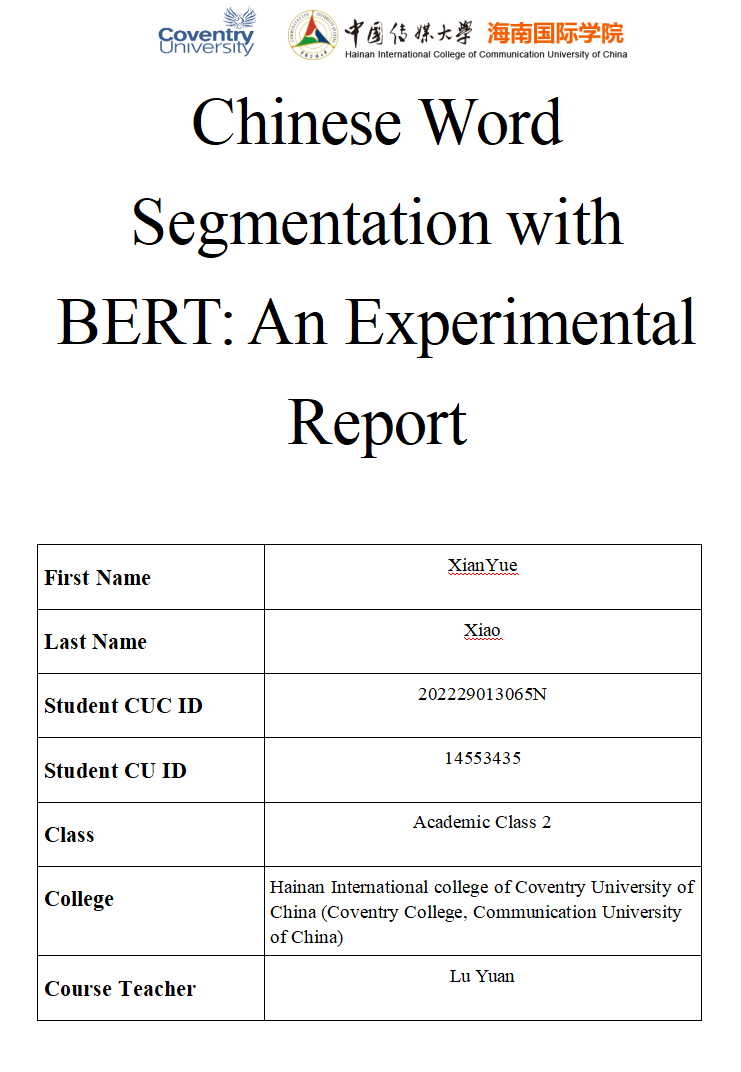 Coventry
University
中国传媒大学 海南国际学院
Hainan International College of Communication University of China
Chinese Word
Segmentation with
BERT: An Experimental
Report
First Name XianYue
Last Name Xiao
Student CUC ID 202229013065N
Student CU ID 14553435
Class Academic Class 2
College Hainan International college of Coventry University of
China (Coventry College, Communication University
of China)
Course Teacher Lu Yuan